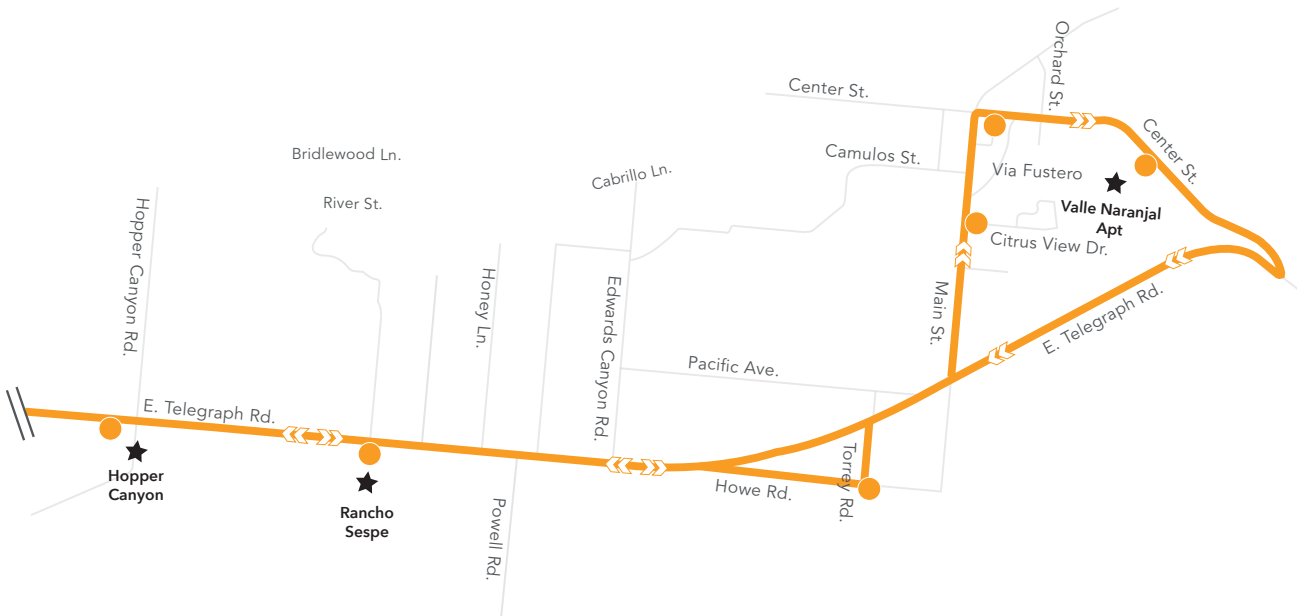 Orchard St.
Center St.
Center St.
Bridlewood Ln.
Camulos St.
Via Fustero
Cabrillo Ln.
River St.
Valle Naranjal
Apt
Hopper Canyon Rd.
Citrus View Dr.
Honey Ln.
Edwards Canyon Rd.
Main St.
E. Telegraph Rd.
Pacific Ave.
E. Telegraph Rd.
Hopper
Canyon
Torrey Rd.
Howe Rd.
Rancho
Sespe
Powell Rd.